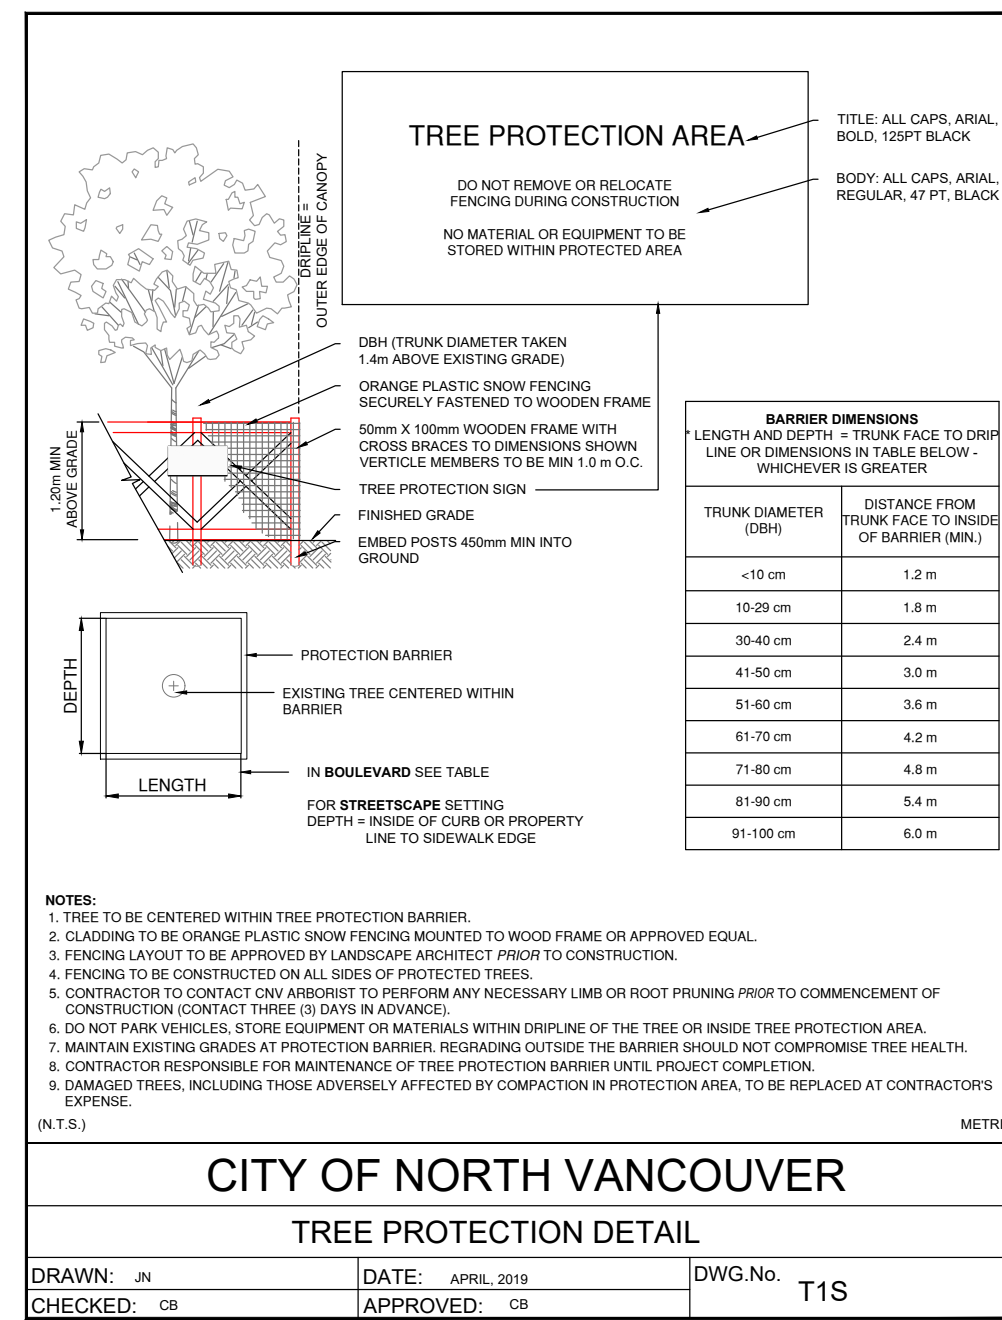 TREE PROTECTION AREA
DO NOT REMOVE OR RELOCATE
FENCING DURING CONSTRUCTION
NO MATERIAL OR EQUIPMENT TO BE
STORED WITHIN PROTECTED AREA
TITLE: ALL CAPS, ARIAL,
BOLD, 125PT BLACK
BODY: ALL CAPS, ARIAL,
REGULAR, 47 PT, BLACK
DRIPLINE =
OUTER EDGE OF CANOPY
DBH (TRUNK DIAMETER TAKEN
1.4m ABOVE EXISTING GRADE)
ORANGE PLASTIC SNOW FENCING
SECURELY FASTENED TO WOODEN FRAME
50mm X 100mm WOODEN FRAME WITH
CROSS BRACES TO DIMENSIONS SHOWN
VERTICLE MEMBERS TO BE MIN 1.0 m O.C.
TREE PROTECTION SIGN
FINISHED GRADE
EMBED POSTS 450mm MIN INTO
GROUND
1.20m MIN
ABOVE GRADE
BARRIER DIMENSIONS
* LENGTH AND DEPTH = TRUNK FACE TO DRIP
LINE OR DIMENSIONS IN TABLE BELOW -
WHICHEVER IS GREATER
TRUNK DIAMETER
(DBH)
DISTANCE FROM
TRUNK FACE TO INSIDE
OF BARRIER (MIN.)
<10 cm 1.2 m
10-29 cm 1.8 m
30-40 cm 2.4 m
41-50 cm 3.0 m
51-60 cm 3.6 m
61-70 cm 4.2 m
71-80 cm 4.8 m
81-90 cm 5.4 m
91-100 cm 6.0 m
DEPTH
LENGTH
PROTECTION BARRIER
EXISTING TREE CENTERED WITHIN
BARRIER
IN BOULEVARD SEE TABLE
FOR STREETSCAPE SETTING
DEPTH = INSIDE OF CURB OR PROPERTY
LINE TO SIDEWALK EDGE
NOTES:
1. TREE TO BE CENTERED WITHIN TREE PROTECTION BARRIER.
2. CLADDING TO BE ORANGE PLASTIC SNOW FENCING MOUNTED TO WOOD FRAME OR APPROVED EQUAL.
3. FENCING LAYOUT TO BE APPROVED BY LANDSCAPE ARCHITECT PRIOR TO CONSTRUCTION.
4. FENCING TO BE CONSTRUCTED ON ALL SIDES OF PROTECTED TREES.
5. CONTRACTOR TO CONTACT CNV ARBORIST TO PERFORM ANY NECESSARY LIMB OR ROOT PRUNING PRIOR TO COMMENCEMENT OF
CONSTRUCTION (CONTACT THREE (3) DAYS IN ADVANCE).
6. DO NOT PARK VEHICLES, STORE EQUIPMENT OR MATERIALS WITHIN DRIPLINE OF THE TREE OR INSIDE TREE PROTECTION AREA.
7. MAINTAIN EXISTING GRADES AT PROTECTION BARRIER. REGRADING OUTSIDE THE BARRIER SHOULD NOT COMPROMISE TREE HEALTH.
8. CONTRACTOR RESPONSIBLE FOR MAINTENANCE OF TREE PROTECTION BARRIER UNTIL PROJECT COMPLETION.
9. DAMAGED TREES, INCLUDING THOSE ADVERSELY AFFECTED BY COMPACTION IN PROTECTION AREA, TO BE REPLACED AT CONTRACTOR'S
EXPENSE.
(N.T.S.) METRI
CITY OF NORTH VANCOUVER
TREE PROTECTION DETAIL
DRAWN: JN DATE: APRIL, 2019 DWG.No. T1S
CHECKED: CB APPROVED: CB